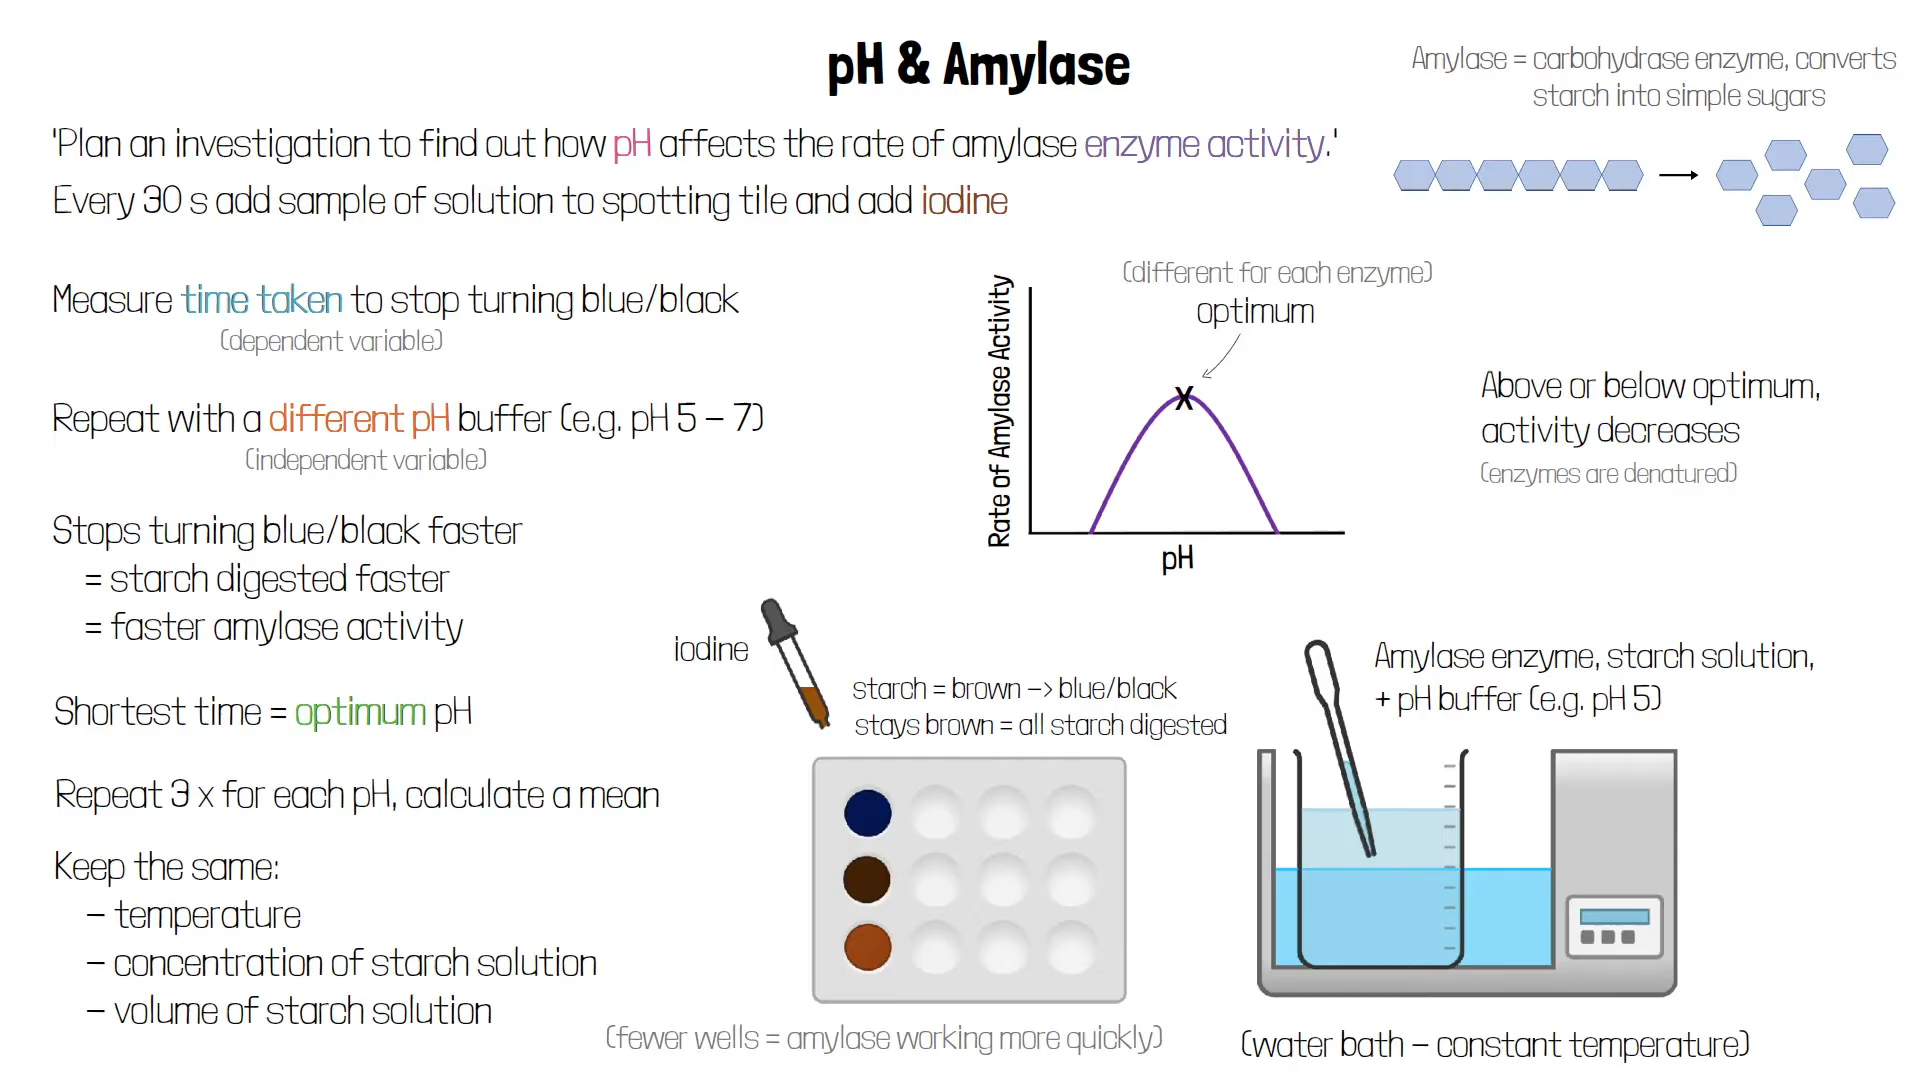 pH & Amylase
Amylase = carbohydrase enzyme, converts
starch into simple sugars
'Plan an investigation to find out how pH affects the rate of amylase enzyme activity.'
Every 30 s add sample of solution to spotting tile and add iodine
Measure time taken to stop turning blue/black
(dependent variable)
Repeat with a different pH buffer (e.g. pH 5 – 7)
(independent variable)
Stops turning blue/black faster
= starch digested faster
= faster amylase activity
Shortest time = optimum pH
Repeat 3 x for each pH, calculate a mean
Keep the same:
– temperature
– concentration of starch solution
– volume of starch solution
(different for each enzyme)
optimum
X
Rate of Amylase Activity
pH
Above or below optimum,
activity decreases
(enzymes are denatured)
iodine
starch = brown –> blue/black
stays brown = all starch digested
(fewer wells = amylase working more quickly)
Amylase enzyme, starch solution,
+ pH buffer (e.g. pH 5)
(water bath – constant temperature)